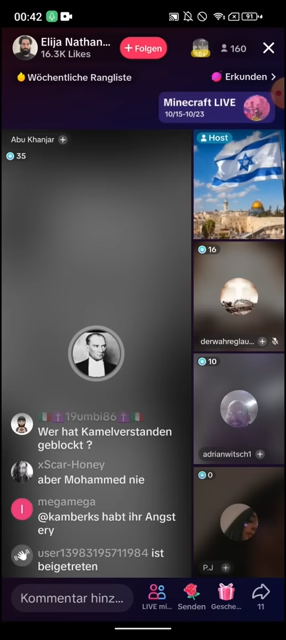 00:42
91
Elija Nathan...
16.3K Likes
+ Folgen
160
Wöchentliche Rangliste
Erkunden >
Minecraft LIVE
10/15-10/23
Abu Khanjar
35
Host
16
derwahreglau...
10
adrianwitsch1
0
P.J
19umbi86
Wer hat Kamelverstanden
geblockt ?
xScar-Honey
aber Mohammed nie
I
megamega
@kamberks habt ihr Angst
ery
user13983195711984 ist
beigetreten
Kommentar hinz...
LIVE mi...
Senden
Gesche...
11